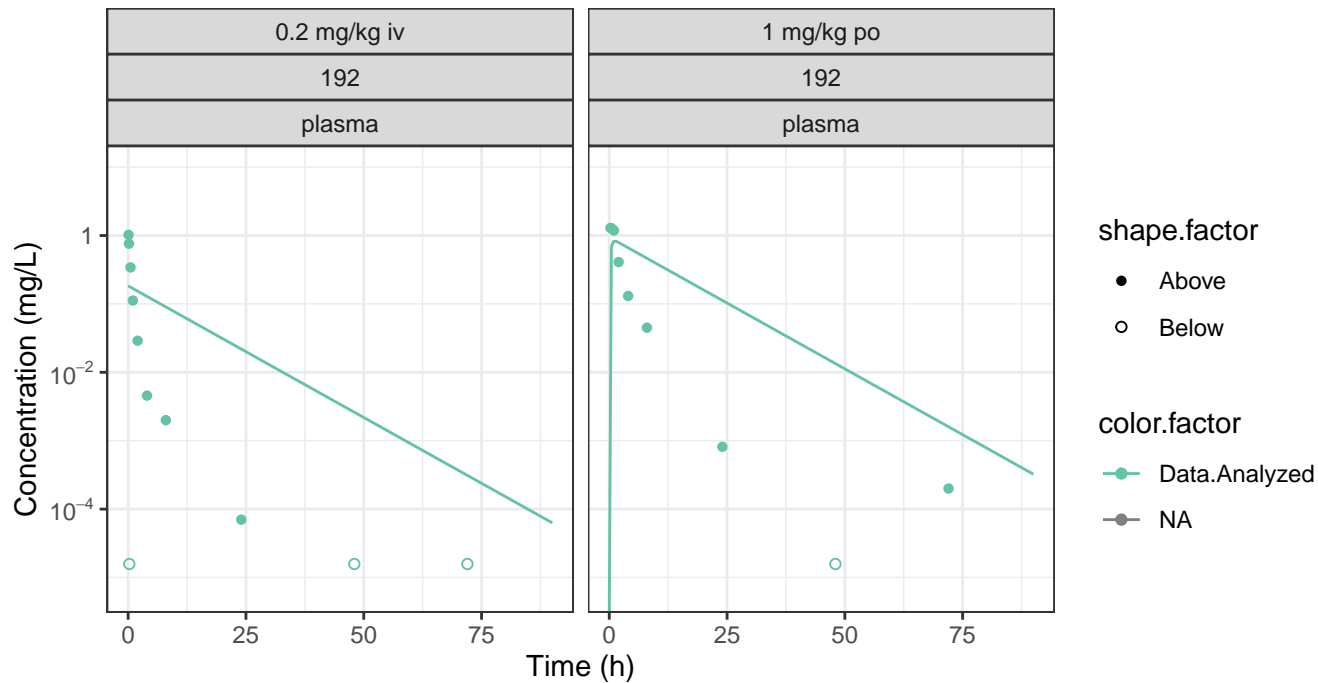 0.2 mg/kg iv
1 mg/kg po
192
192
plasma
plasma
Concentration (mg/L)
1
10⁻²
10⁻⁴
0
25
50
75
0
25
50
75
Time (h)
shape.factor
Above
Below
color.factor
Data.Analyzed
NA